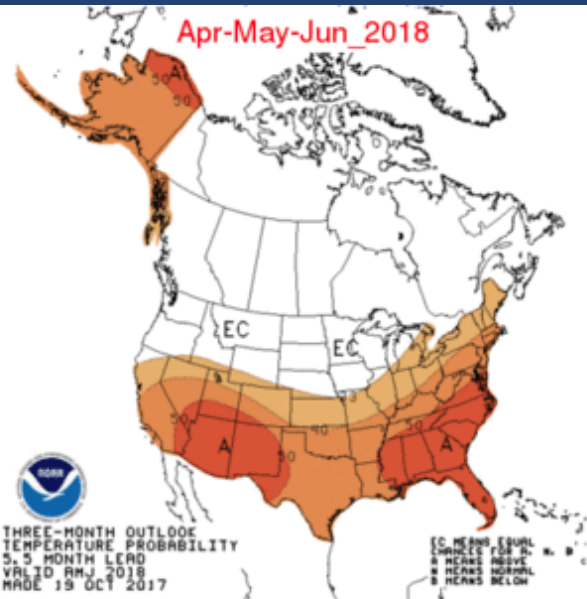 Apr-May-Jun_2018
A
50
50
EC
EC
33
50
A
40
50
50
A
NOAA
THREE-MONTH OUTLOOK
TEMPERATURE PROBABILITY
5.5 MONTH LEAD
VALID AMJ 2018
MADE 19 OCT 2017
EC MEANS EQUAL
CHANCES FOR A, N, B
A MEANS ABOVE
N MEANS NORMAL
B MEANS BELOW